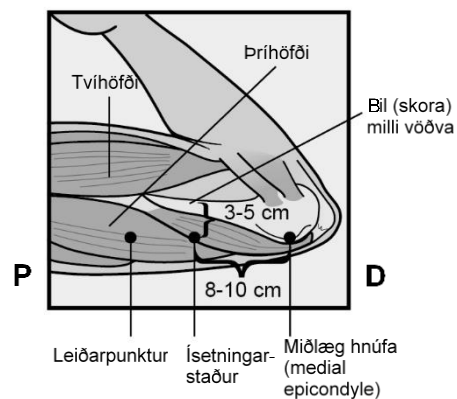 Þríhöfði
Tvíhöfði
Bil (skora)
milli vöðva
3-5 cm
P
D
8-10 cm
Leiðarpunktur
Ísetningar-
staður
Miðlæg hnúfa
(medial
epicondyle)